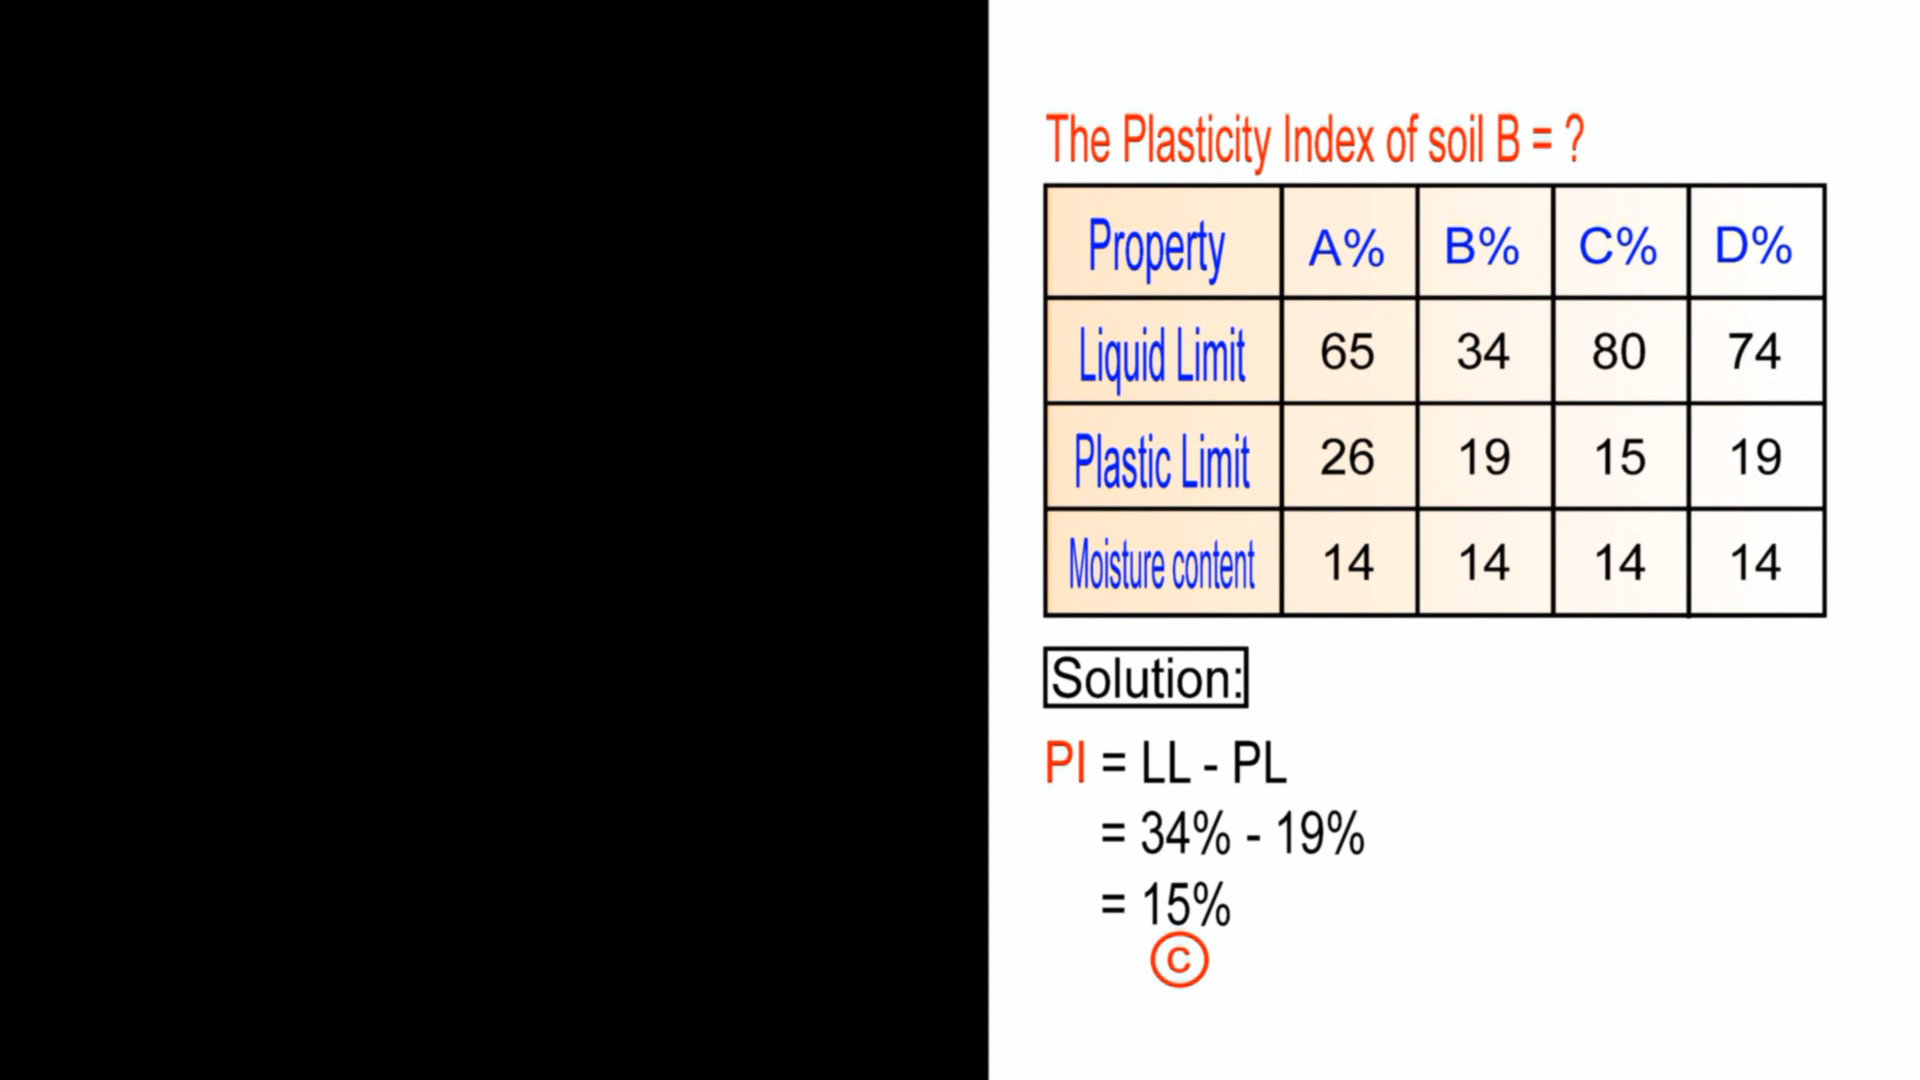 The Plasticity Index of soil B = ?
Property A% B% C% D%
Liquid Limit 65 34 80 74
Plastic Limit 26 19 15 19
Moisture content 14 14 14 14
Solution:
PI = LL - PL
= 34% - 19%
= 15%
C